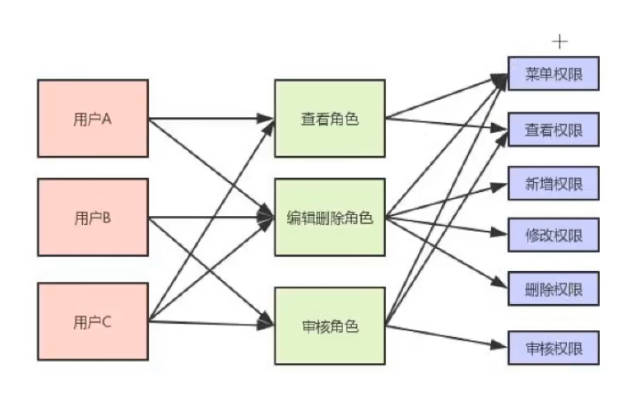 用户A
用户B
用户C
查看角色
编辑删除角色
审核角色
菜单权限
查看权限
新增权限
修改权限
删除权限
审核权限